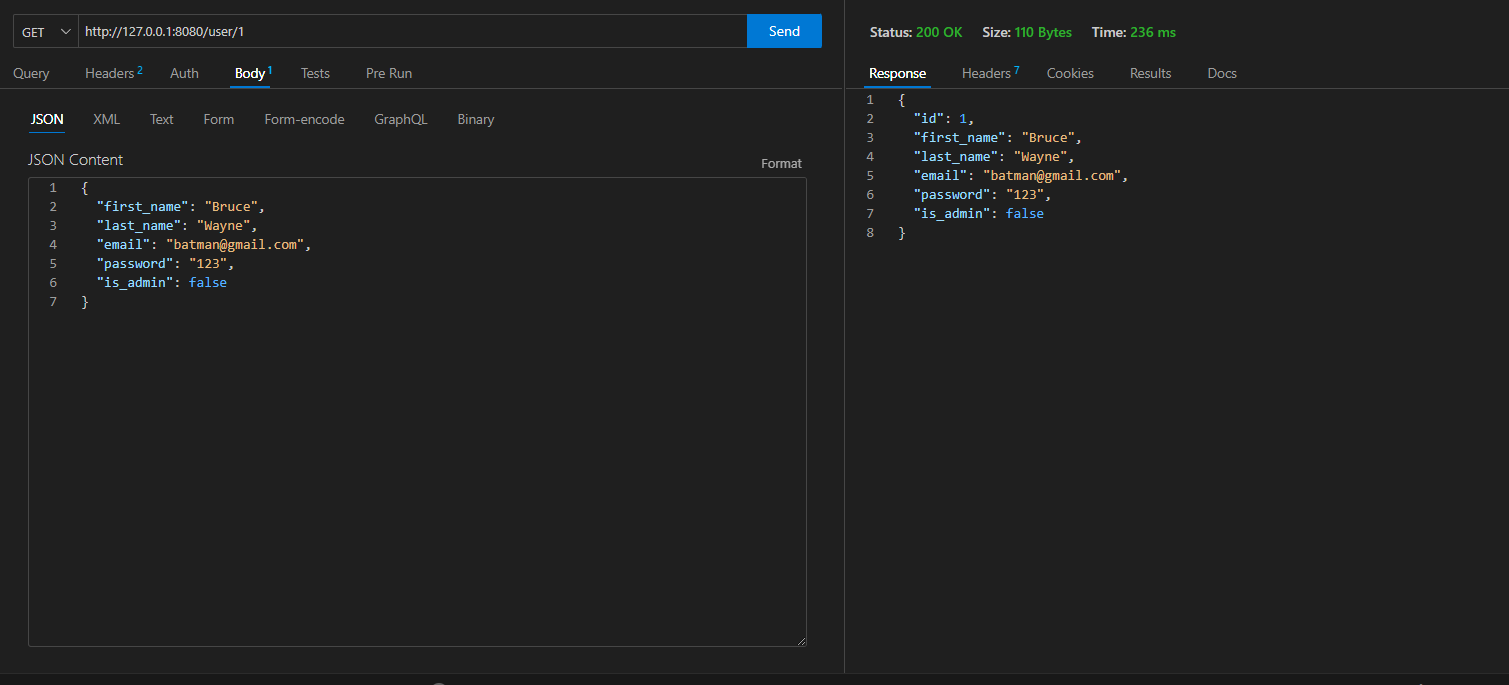 GET http://127.0.0.1:8080/user/1 Send
Query Headers 2 Auth Body 1 Tests Pre Run
JSON XML Text Form Form-encode GraphQL Binary
JSON Content
Format
1 {
2 "first_name": "Bruce",
3 "last_name": "Wayne",
4 "email": "batman@gmail.com",
5 "password": "123",
6 "is_admin": false
7 }
Status: 200 OK Size: 110 Bytes Time: 236 ms
Response Headers 7 Cookies Results Docs
1 {
2 "id": 1,
3 "first_name": "Bruce",
4 "last_name": "Wayne",
5 "email": "batman@gmail.com",
6 "password": "123",
7 "is_admin": false
8 }